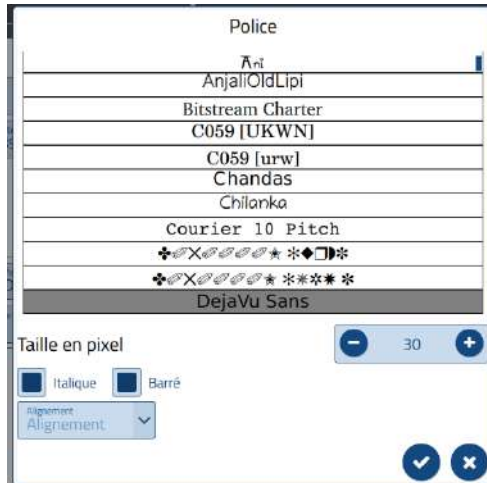 Police
Ani
AnjaliOldLipi
Bitstream Charter
C059 [UKWN]
C059 [urw]
Chandas
Chilanka
Courier 10 Pitch
DejaVu Sans
Taille en pixel
30
Italique
Barré
Alignement
Alignement